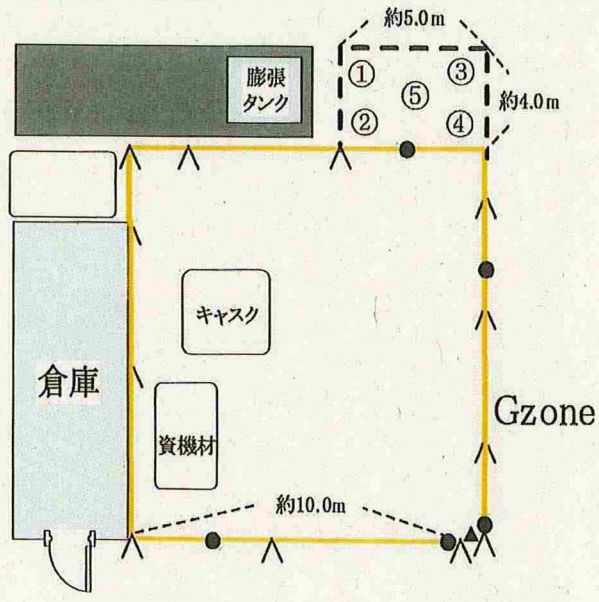 約5.0m
膨張
タンク
①
③
⑤
②
④
約4.0m
キャスク
倉庫
Gzone
資機材
約10.0m